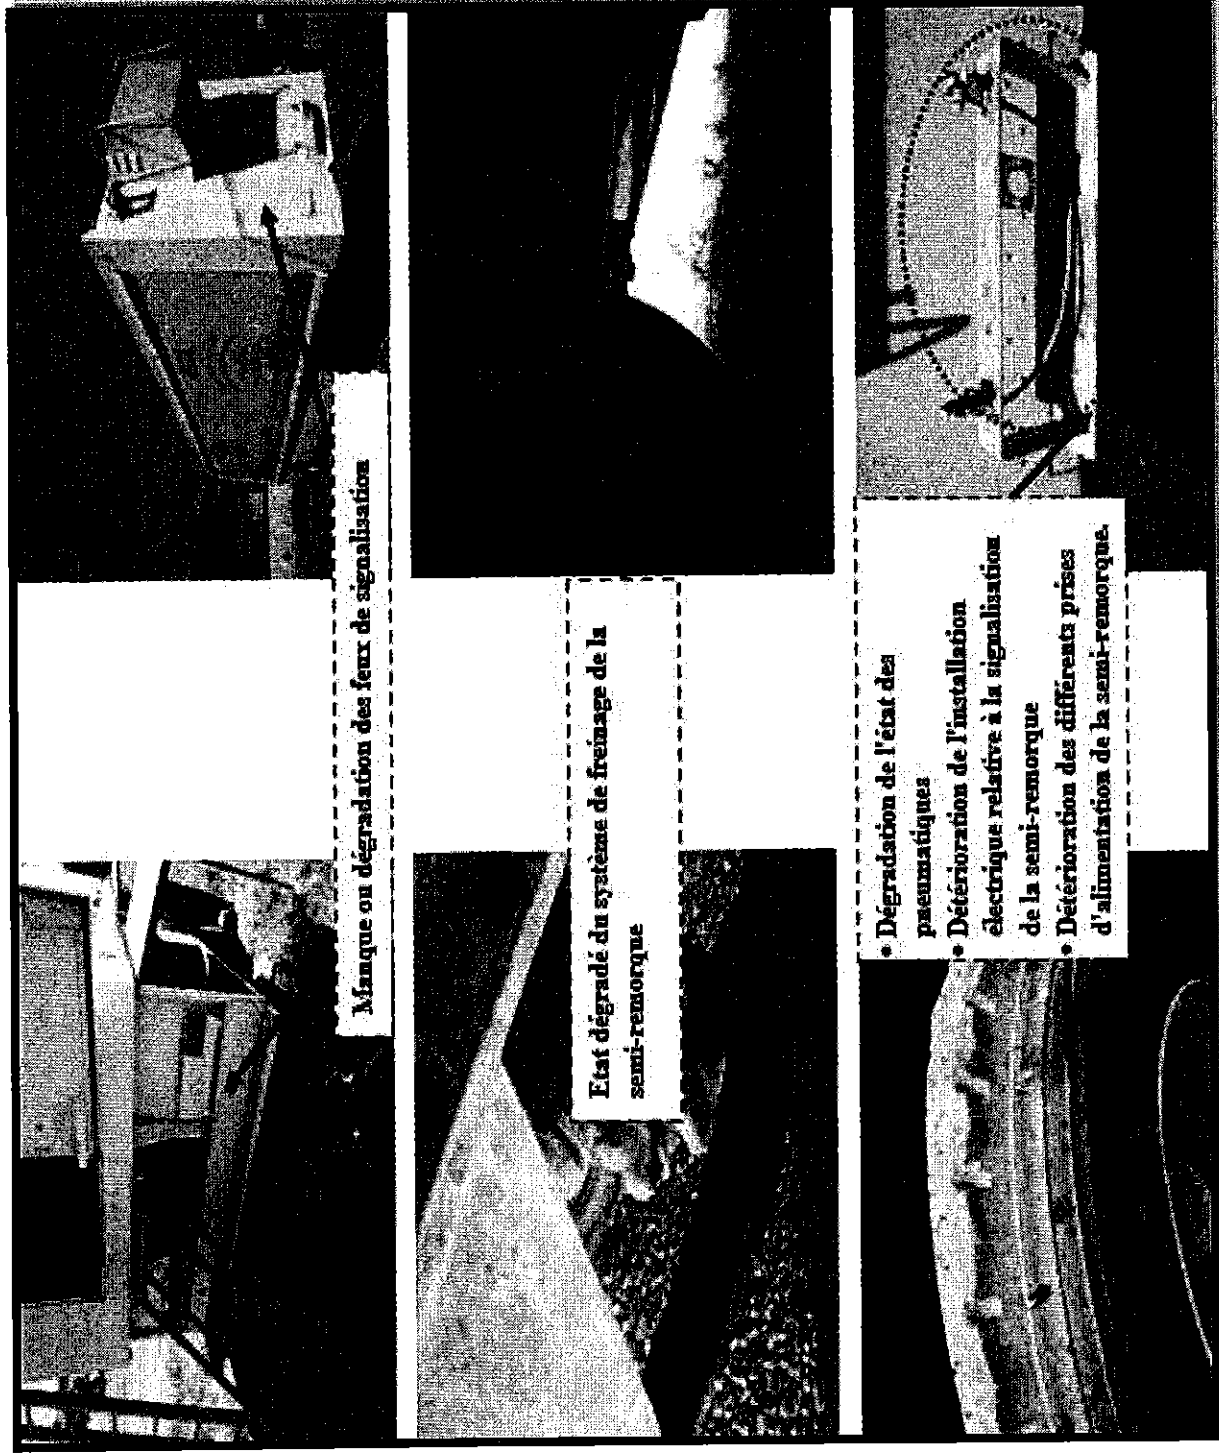 Manque ou dégradation des feux de signalisation
Etat dégradé du système de freinage de la
semi-remorque
• Dégradation de l'état des
pneumatiques
• Détérioration de l'installation
électrique relative à la signalisation
de la semi-remorque
• Détérioration des différents prises
d'alimentation de la semi-remorque.